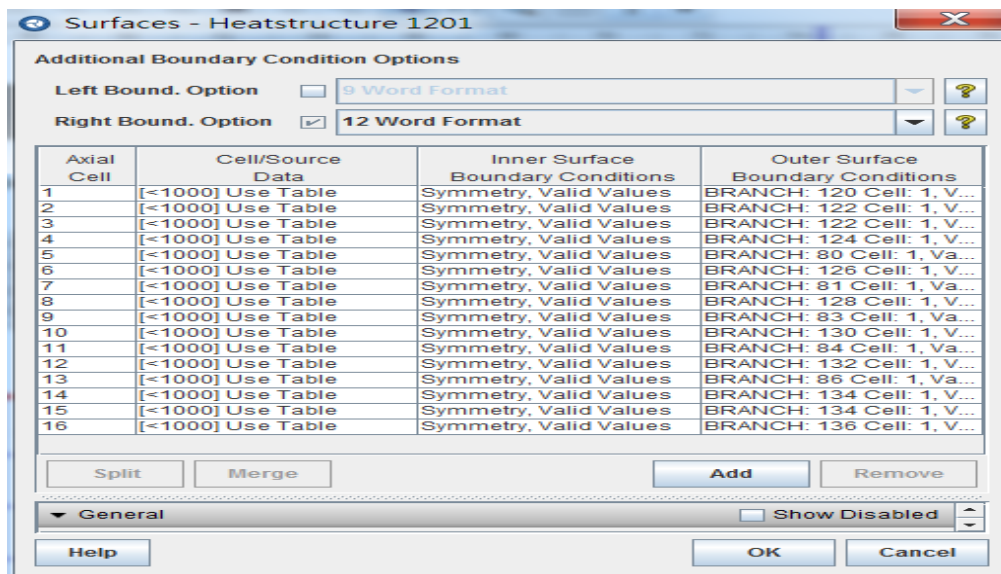 Surfaces - Heatstructure 1201
Additional Boundary Condition Options
Left Bound. Option 9 Word Format ?
Right Bound. Option 12 Word Format ?
Axial Cell/Source Inner Surface Outer Surface
Cell Data Boundary Conditions Boundary Conditions
1 [<1000] Use Table Symmetry, Valid Values BRANCH: 120 Cell: 1, V...
2 [<1000] Use Table Symmetry, Valid Values BRANCH: 122 Cell: 1, V...
3 [<1000] Use Table Symmetry, Valid Values BRANCH: 122 Cell: 1, V...
4 [<1000] Use Table Symmetry, Valid Values BRANCH: 124 Cell: 1, V...
5 [<1000] Use Table Symmetry, Valid Values BRANCH: 80 Cell: 1, Va...
6 [<1000] Use Table Symmetry, Valid Values BRANCH: 126 Cell: 1, V...
7 [<1000] Use Table Symmetry, Valid Values BRANCH: 81 Cell: 1, Va...
8 [<1000] Use Table Symmetry, Valid Values BRANCH: 128 Cell: 1, V...
9 [<1000] Use Table Symmetry, Valid Values BRANCH: 83 Cell: 1, Va...
10 [<1000] Use Table Symmetry, Valid Values BRANCH: 130 Cell: 1, V...
11 [<1000] Use Table Symmetry, Valid Values BRANCH: 84 Cell: 1, Va...
12 [<1000] Use Table Symmetry, Valid Values BRANCH: 132 Cell: 1, V...
13 [<1000] Use Table Symmetry, Valid Values BRANCH: 86 Cell: 1, Va...
14 [<1000] Use Table Symmetry, Valid Values BRANCH: 134 Cell: 1, V...
15 [<1000] Use Table Symmetry, Valid Values BRANCH: 134 Cell: 1, V...
16 [<1000] Use Table Symmetry, Valid Values BRANCH: 136 Cell: 1, V...
Split Merge Add Remove
General Show Disabled
Help OK Cancel